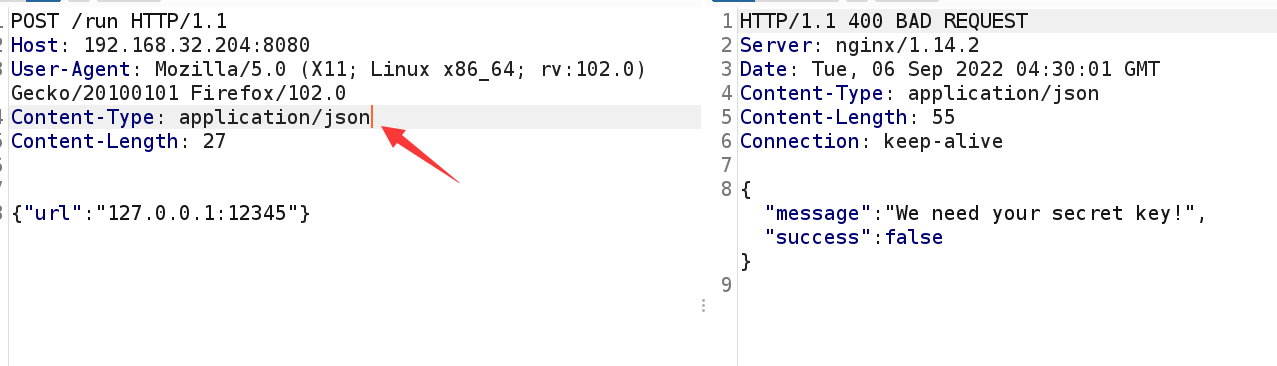 POST /run HTTP/1.1
Host: 192.168.32.204:8080
User-Agent: Mozilla/5.0 (X11; Linux x86_64; rv:102.0)
Gecko/20100101 Firefox/102.0
Content-Type: application/json
Content-Length: 27
{"url":"127.0.0.1:12345"}
1 HTTP/1.1 400 BAD REQUEST
2 Server: nginx/1.14.2
3 Date: Tue, 06 Sep 2022 04:30:01 GMT
4 Content-Type: application/json
5 Content-Length: 55
6 Connection: keep-alive
7
8 {
"message":"We need your secret key!",
"success":false
}
9